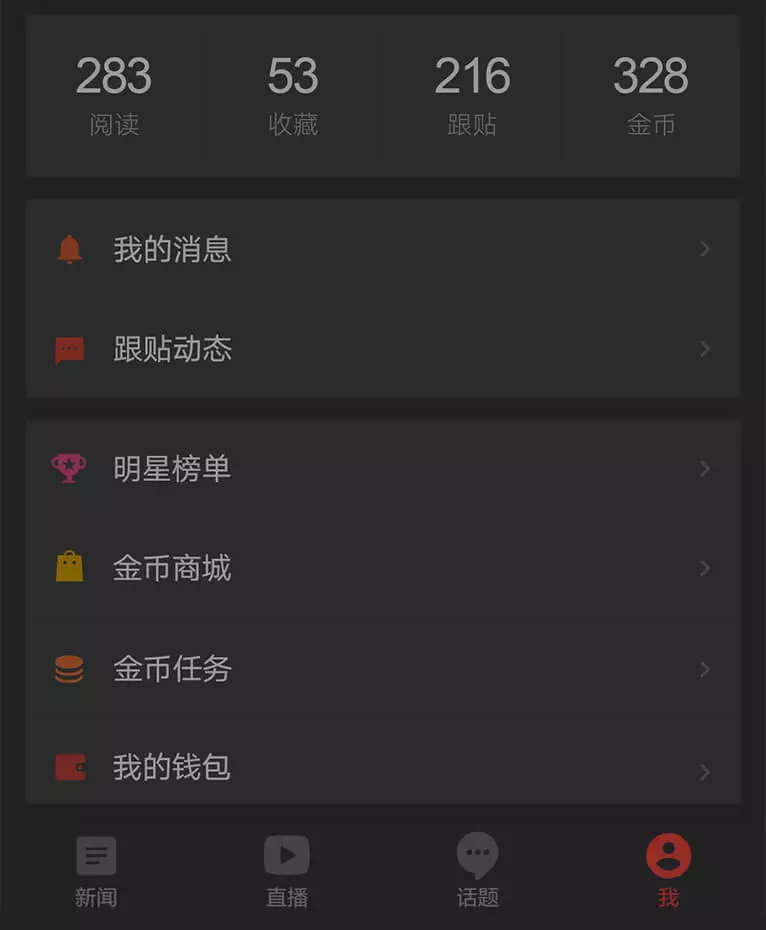 283 53 216 328
阅读 收藏 跟贴 金币
我的消息
跟贴动态
明星榜单
金币商城
金币任务
我的钱包
新闻 直播 话题 我